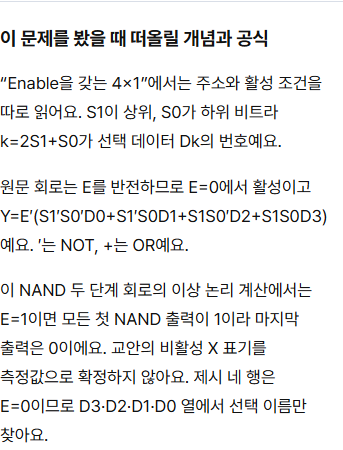 이 문제를 봤을 때 떠올릴 개념과 공식
“Enable을 갖는 4×1”에서는 주소와 활성 조건을
따로 읽어요. S1이 상위, S0가 하위 비트라
k=2S1+S0가 선택 데이터 Dk의 번호예요.
원문 회로는 E를 반전하므로 E=0에서 활성이고
Y=E′(S1′S0′D0+S1′S0D1+S1S0′D2+S1S0D3)
예요. ′는 NOT, +는 OR예요.
이 NAND 두 단계 회로의 이상 논리 계산에서는
E=1이면 모든 첫 NAND 출력이 1이라 마지막
출력은 0이에요. 교안의 비활성 X 표기를
측정값으로 확정하지 않아요. 제시 네 행은
E=0이므로 D3·D2·D1·D0 열에서 선택 이름만
찾아요.